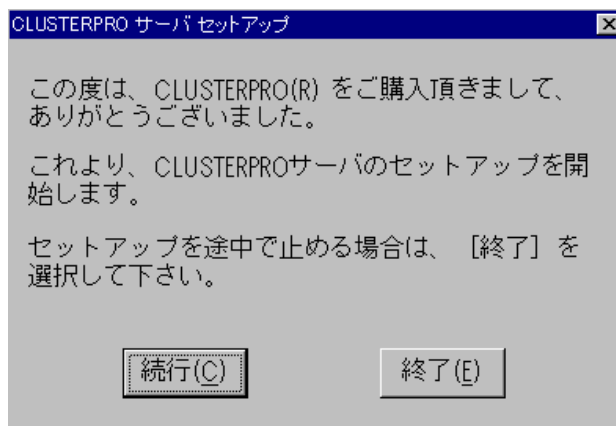 CLUSTERPRO サーバ セットアップ
この度は、CLUSTERPRO(R) をご購入頂きまして、
ありがとうございました。
これより、CLUSTERPROサーバのセットアップを開
始します。
セットアップを途中で止める場合は、［終了］を
選択して下さい。
続行(C) 終了(E)